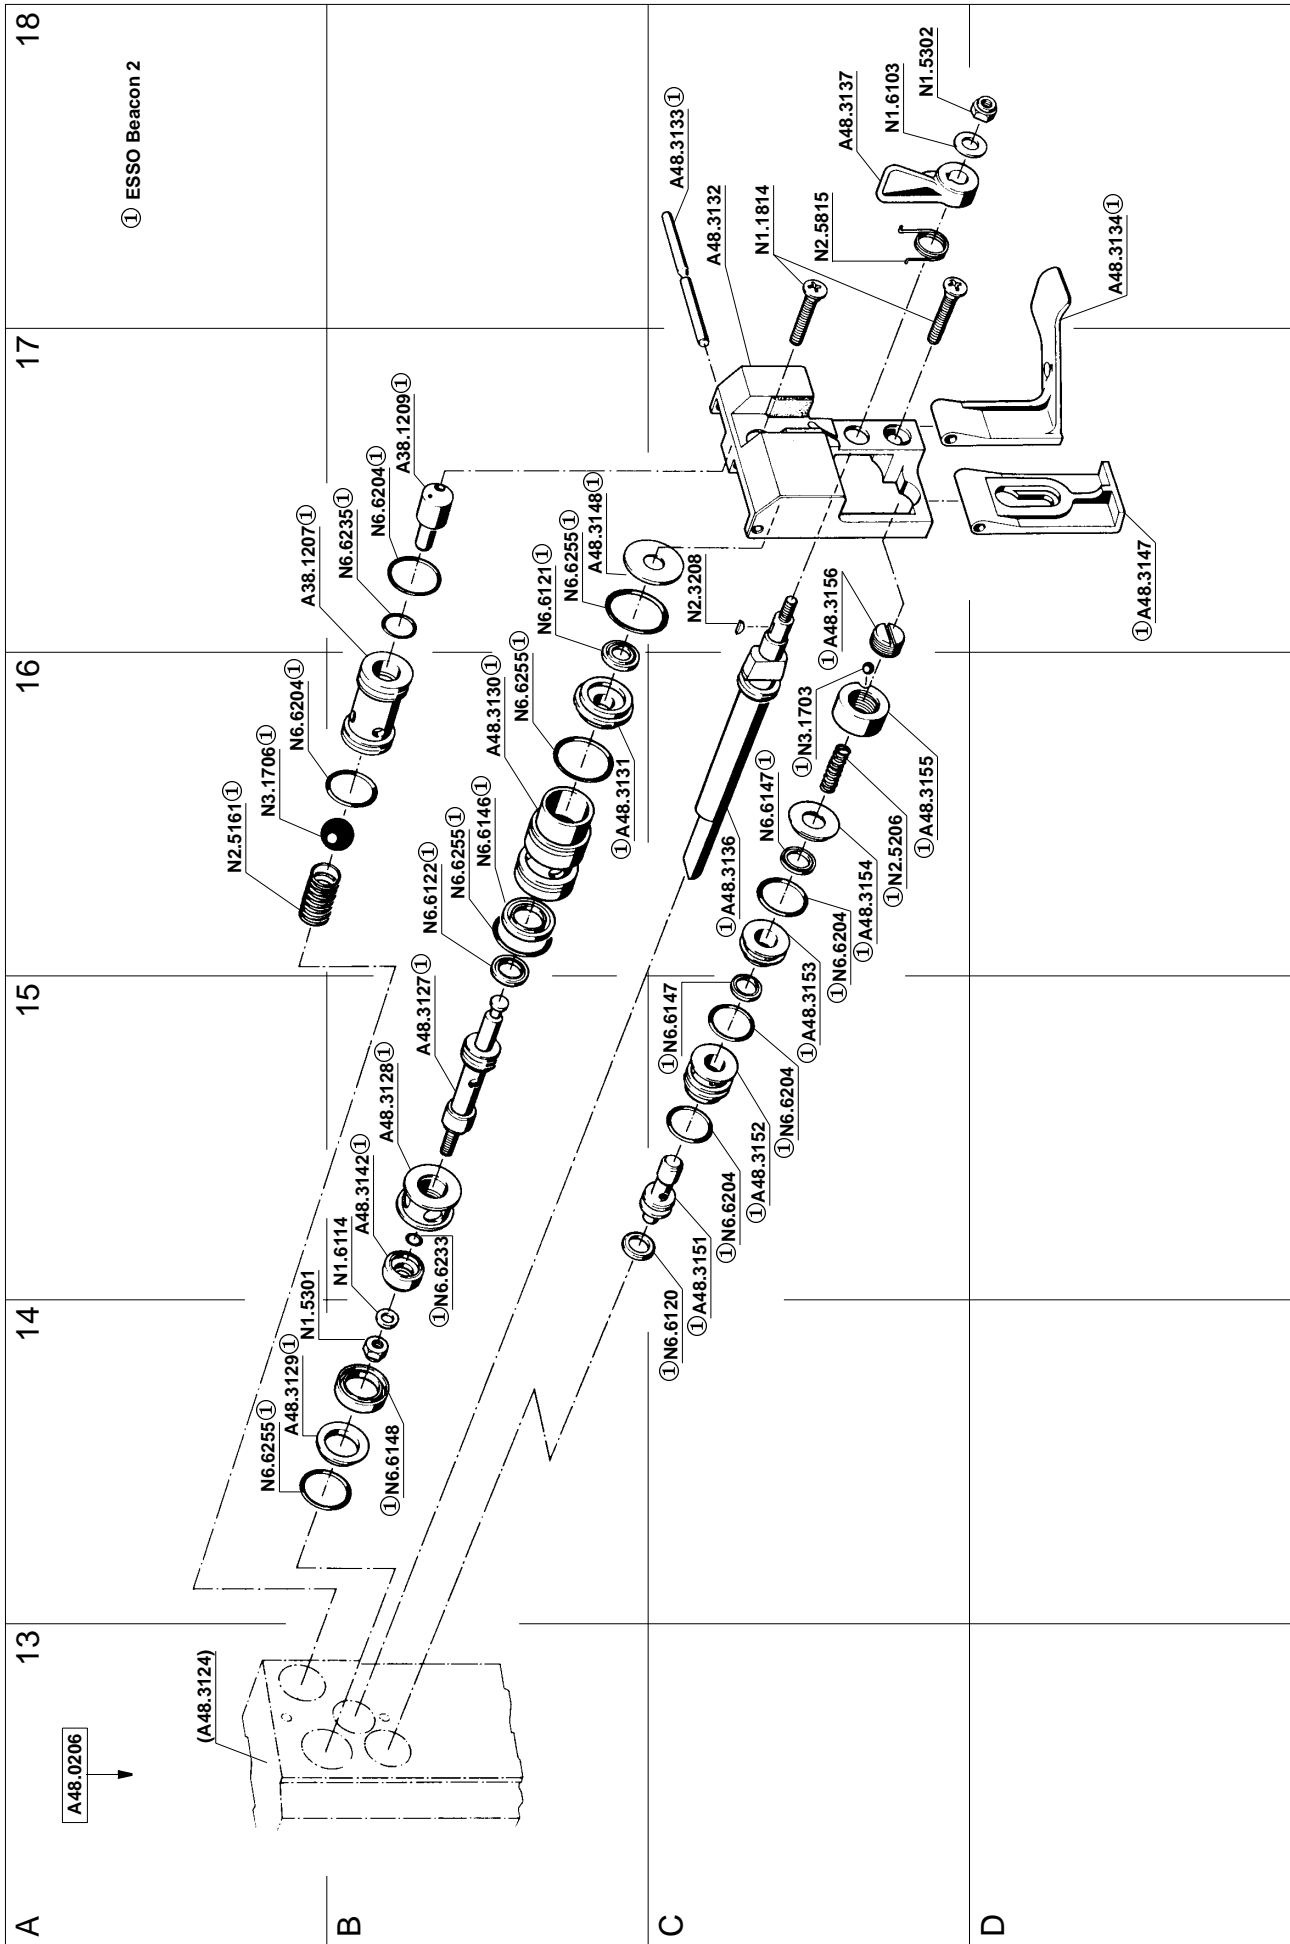 13
14
15
16
17
18
A
B
C
D
A48.0206
(A48.3124)
① ESSO Beacon 2
N2.5161①
N3.1706①
N6.6204①
A38.1207①
N6.6235①
N6.6204①
A38.1209①
N6.6255①
A48.3129①
N1.5301
N1.6114
A48.3142①
A48.3128①
A48.3127①
①N6.6148
①N6.6233
N6.6122①
N6.6255①
N6.6146①
A48.3130①
N6.6255①
N6.6121①
N6.6255①
A48.3148①
①A48.3131
N2.3208
①A48.3136
A48.3133①
A48.3132
N1.1814
N2.5815
A48.3137
N1.6103
N1.5302
A48.3134①
①A48.3147
①N6.6120
①A48.3151
①N6.6204
①A48.3152
①N6.6204
①N6.6147
①A48.3153
①N6.6204
①A48.3154
N6.6147①
①N2.5206
①A48.3155
①N3.1703
①A48.3156